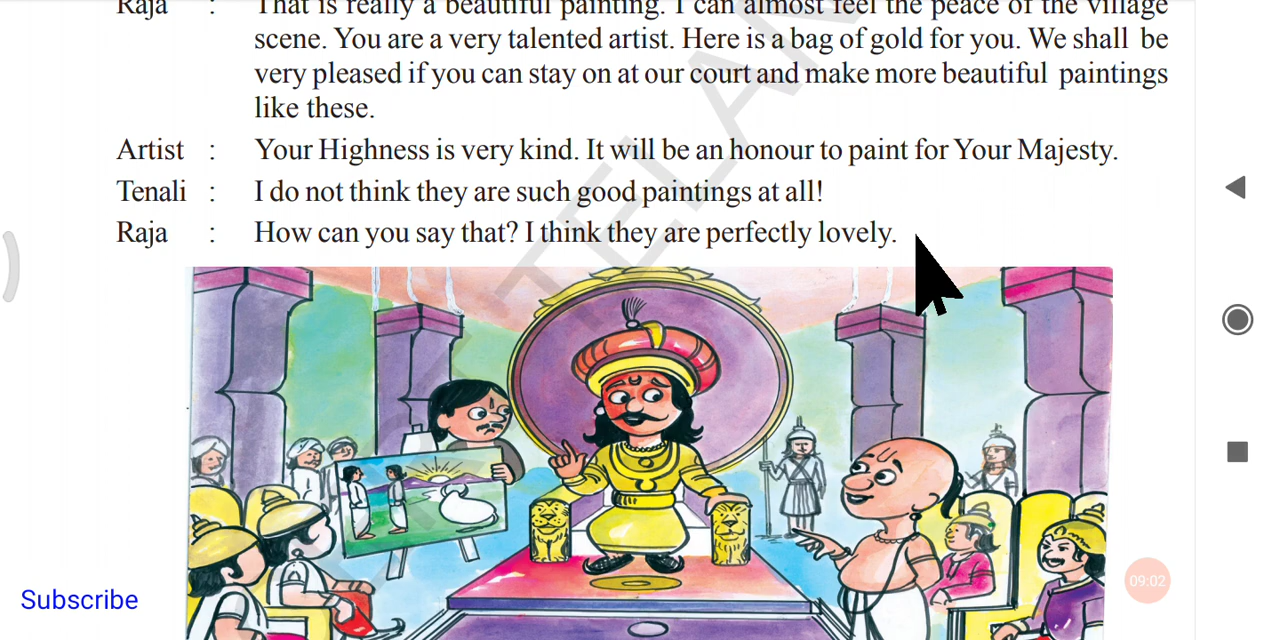 Raja : That is really a beautiful painting. I can almost feel the peace of the village
scene. You are a very talented artist. Here is a bag of gold for you. We shall be
very pleased if you can stay on at our court and make more beautiful paintings
like these.
Artist : Your Highness is very kind. It will be an honour to paint for Your Majesty.
Tenali : I do not think they are such good paintings at all!
Raja : How can you say that? I think they are perfectly lovely.
Subscribe
09:02